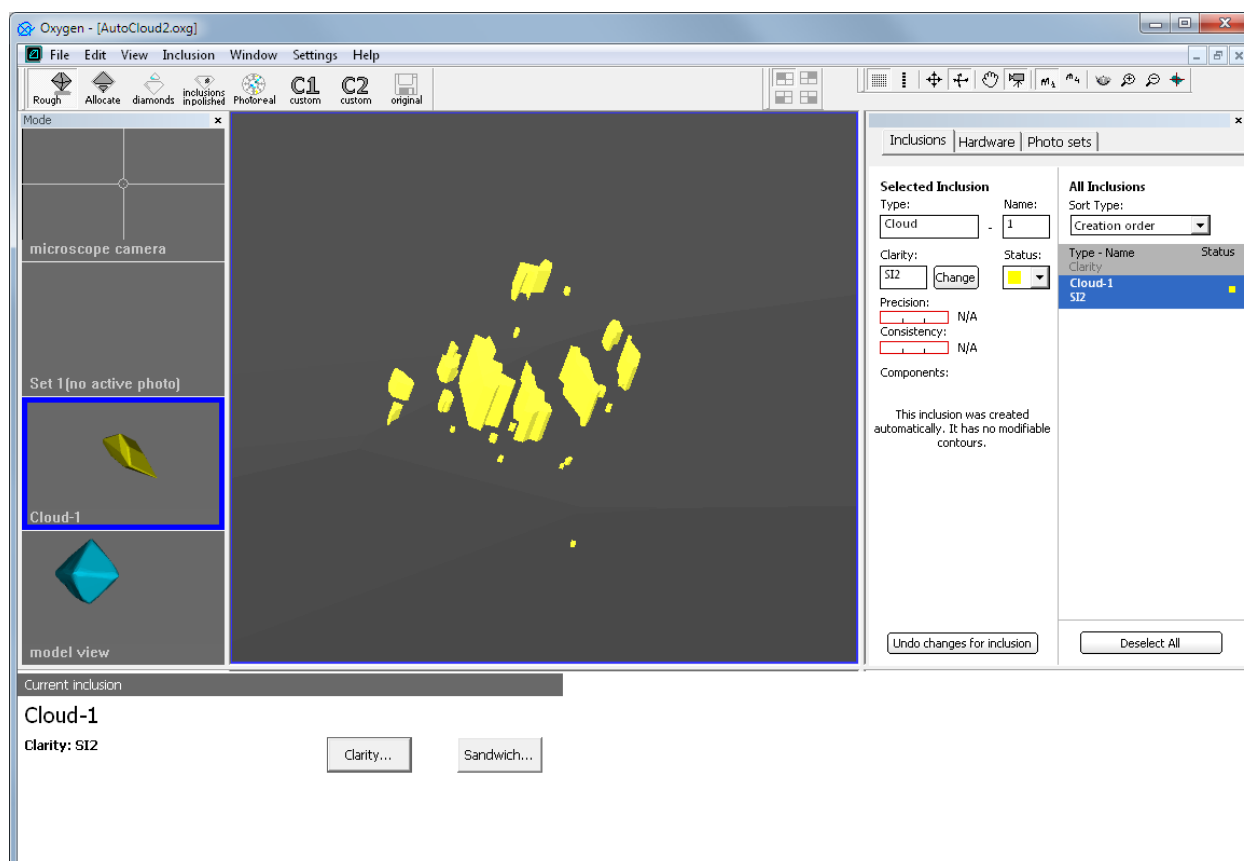 Oxygen - [AutoCloud2.oxg]
File Edit View Inclusion Window Settings Help
Rough
Allocate
diamonds
inclusions
inpolished
Photoreal
C1
custom
C2
custom
original
Mode
microscope camera
Set 1(no active photo)
Cloud-1
model view
Inclusions Hardware Photo sets
Selected Inclusion
Type: Name:
Cloud - 1
Clarity: Status:
SI2 Change
Precision:
N/A
Consistency:
N/A
Components:
This inclusion was created
automatically. It has no modifiable
contours.
Undo changes for inclusion
All Inclusions
Sort Type:
Creation order
Type - Name Status
Clarity
Cloud-1
SI2
Deselect All
Current inclusion
Cloud-1
Clarity: SI2
Clarity... Sandwich...